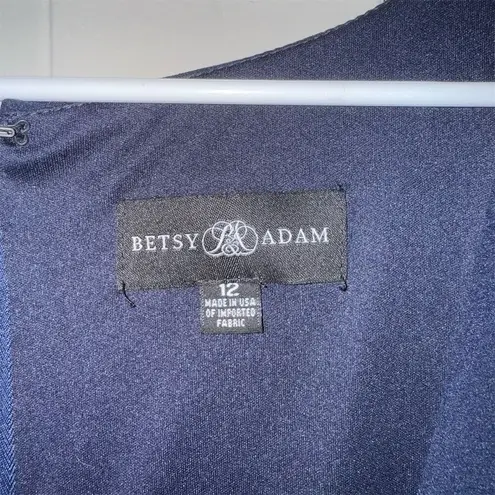 BETSY & ADAM
12
MADE IN USA
OF IMPORTED
FABRIC